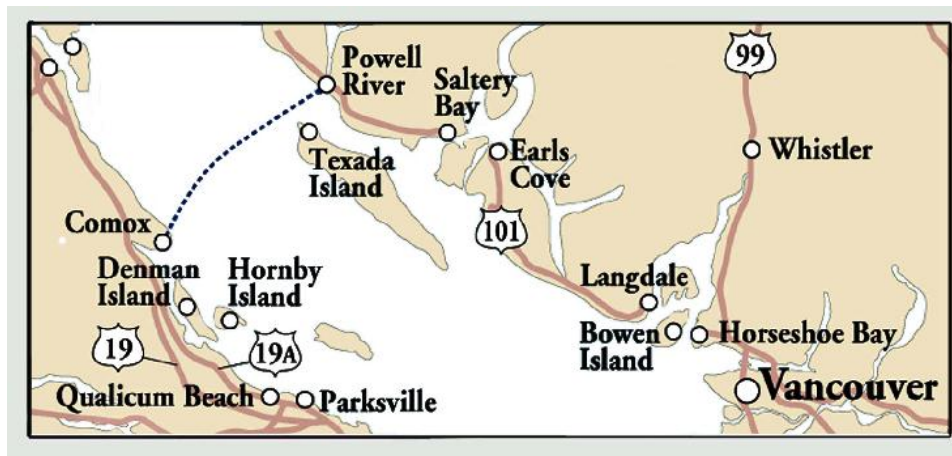 Powell
River
Saltery
Bay
99
Texada
Island
Earls
Cove
Whistler
Comox
101
Denman
Island
Hornby
Island
Langdale
Bowen
Island
Horseshoe Bay
19
19A
Qualicum Beach
Parksville
Vancouver